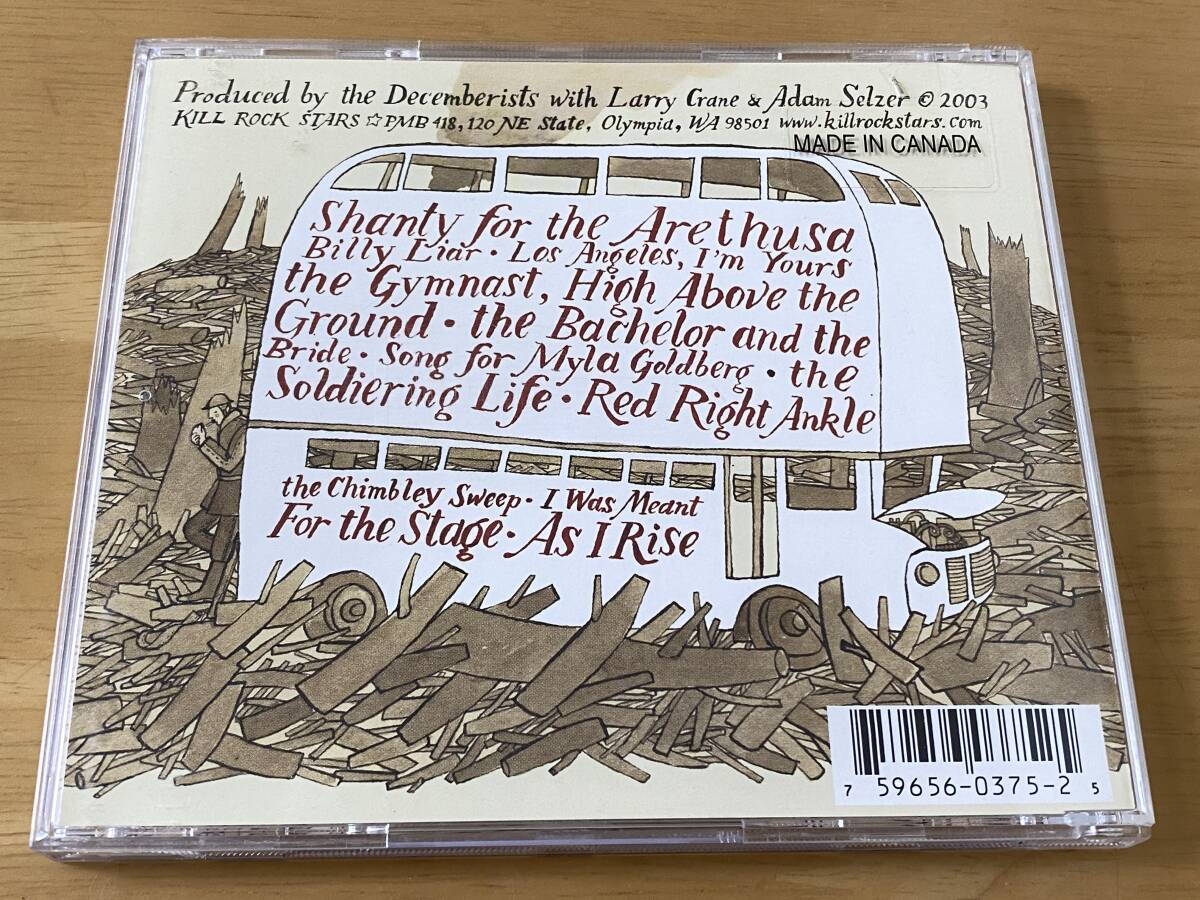 Produced by the Decemberists with Larry Crane & Adam Selzer © 2003
KILL ROCK STARS ☆ PMB 418, 120 NE State, Olympia, WA 98501 www.killrockstars.com
MADE IN CANADA
Shanty for the Arethusa
Billy Liar · Los Angeles, I'm Yours
the Gymnast, High Above the
Ground · the Bachelor and the
Bride · Song for Myla Goldberg · the
Soldiering Life · Red Right Ankle
the Chimbley Sweep · I Was Meant
For the Stage · As I Rise
7 59656-0375-2 5